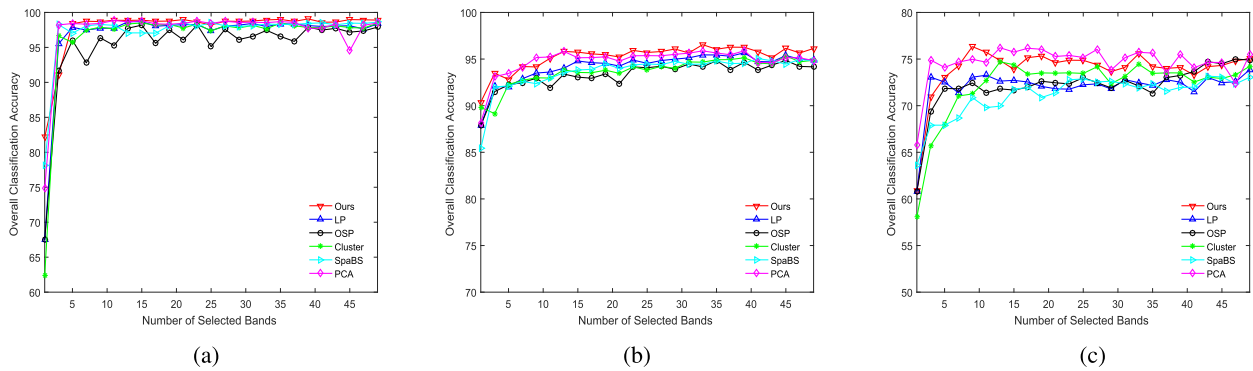 100
95
90
85
80
75
70
65
60
Overall Classification Accuracy
5 10 15 20 25 30 35 40 45
Number of Selected Bands
Ours
LP
OSP
Cluster
SpaBS
PCA
(a)
100
95
90
85
80
75
70
Overall Classification Accuracy
5 10 15 20 25 30 35 40 45
Number of Selected Bands
Ours
LP
OSP
Cluster
SpaBS
PCA
(b)
80
75
70
65
60
55
50
Overall Classification Accuracy
5 10 15 20 25 30 35 40 45
Number of Selected Bands
Ours
LP
OSP
Cluster
SpaBS
PCA
(c)